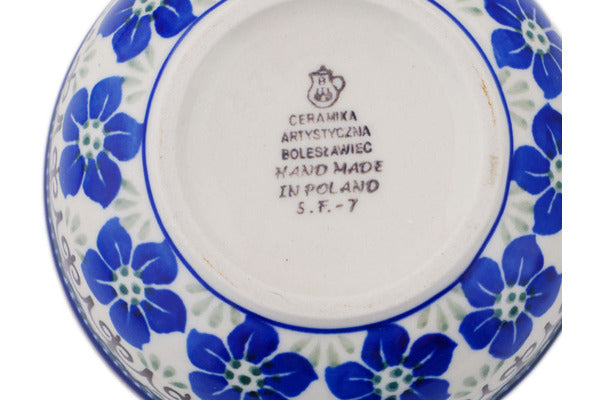 CERAMIKA
ARTYSTYCZNA
BOLESŁAWIEC
HAND MADE
IN POLAND
S.F.-7